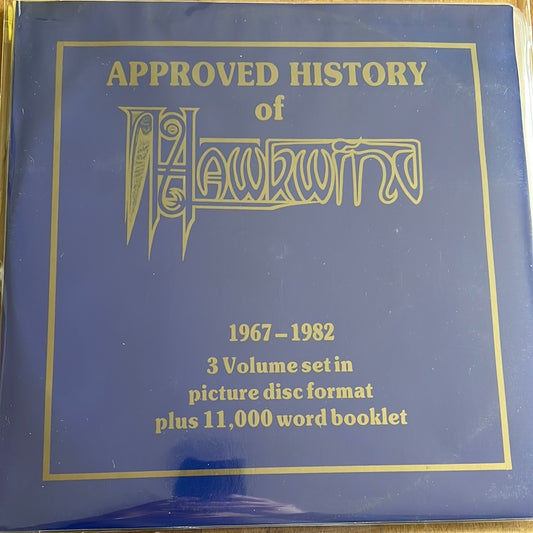 APPROVED HISTORY
of
HAWKWIND
1967–1982
3 Volume set in
picture disc format
plus 11,000 word booklet